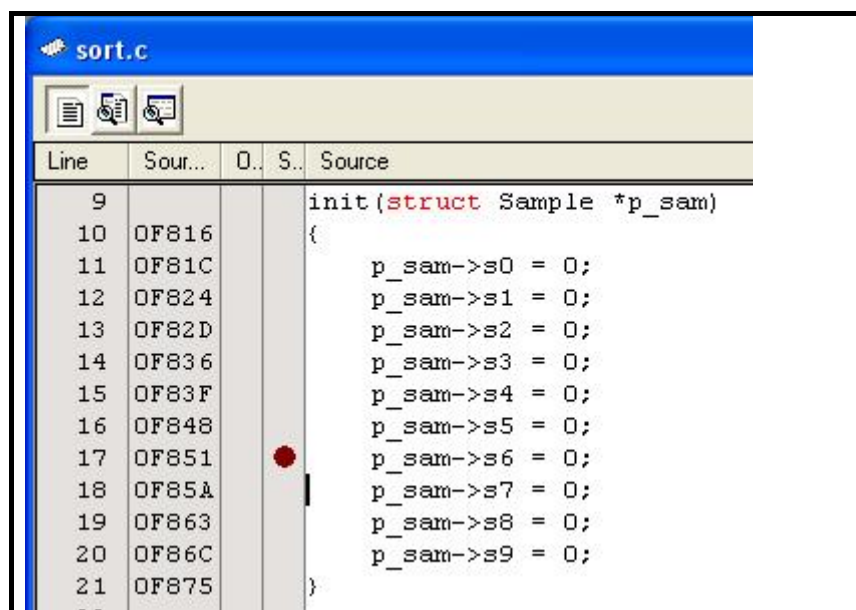 sort.c
Line Sour... O.. S.. Source
9 init(struct Sample *p_sam)
10 0F816 {
11 0F81C p_sam->s0 = 0;
12 0F824 p_sam->s1 = 0;
13 0F82D p_sam->s2 = 0;
14 0F836 p_sam->s3 = 0;
15 0F83F p_sam->s4 = 0;
16 0F848 p_sam->s5 = 0;
17 0F851 p_sam->s6 = 0;
18 0F85A p_sam->s7 = 0;
19 0F863 p_sam->s8 = 0;
20 0F86C p_sam->s9 = 0;
21 0F875 }